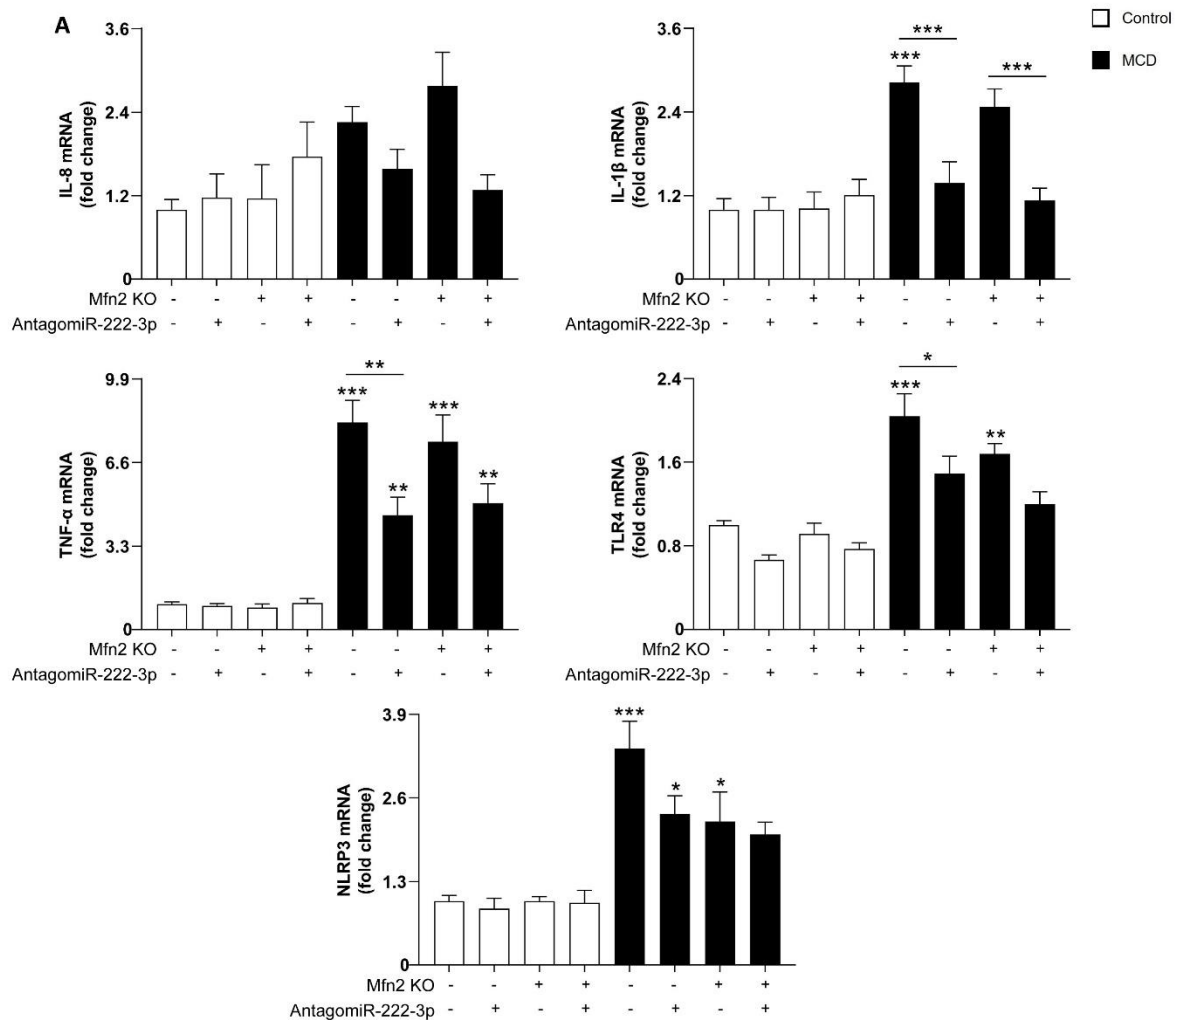 A
Control
MCD
3.6
2.4
1.2
0
IL-8 mRNA
(fold change)
Mfn2 KO - - + + - - + +
AntagomiR-222-3p - + - + - + - +
3.6
2.4
1.2
0
IL-1β mRNA
(fold change)
*** *** ***
Mfn2 KO - - + + - - + +
AntagomiR-222-3p - + - + - + - +
9.9
6.6
3.3
0
TNF-α mRNA
(fold change)
**
*** ** *** **
Mfn2 KO - - + + - - + +
AntagomiR-222-3p - + - + - + - +
2.4
1.6
0.8
0
TLR4 mRNA
(fold change)
*
*** **
Mfn2 KO - - + + - - + +
AntagomiR-222-3p - + - + - + - +
3.9
2.6
1.3
0
NLRP3 mRNA
(fold change)
*** * *
Mfn2 KO - - + + - - + +
AntagomiR-222-3p - + - + - + - +